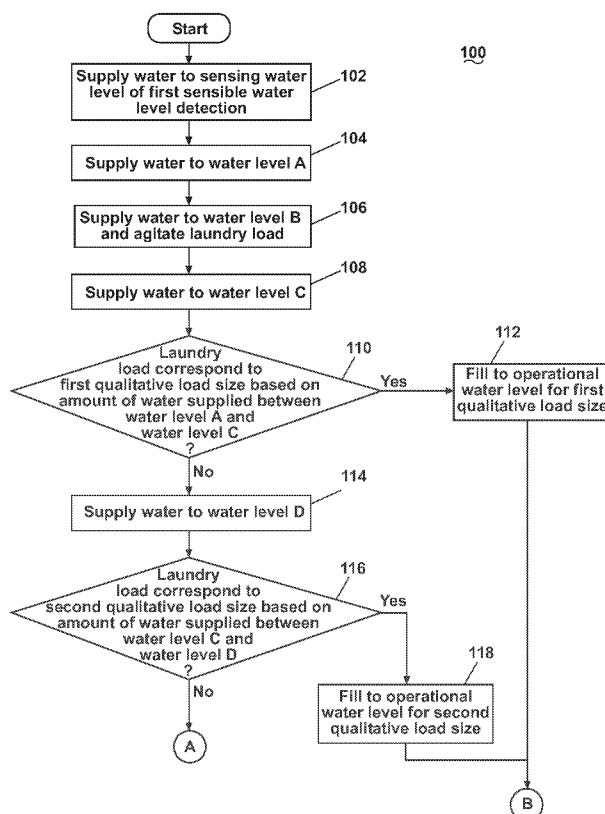 Start
100
Supply water to sensing water
level of first sensible water
level detection
102
Supply water to water level A
104
Supply water to water level B
and agitate laundry load
106
Supply water to water level C
108
Laundry
load correspond to
first qualitative load size based on
amount of water supplied between
water level A and
water level C
?
110
Yes
112
Fill to operational
water level for first
qualitative load size
No
Supply water to water level D
114
Laundry
load correspond to
second qualitative load size based on
amount of water supplied between
water level C and
water level D
?
116
Yes
118
Fill to operational
water level for second
qualitative load size
No
A
B